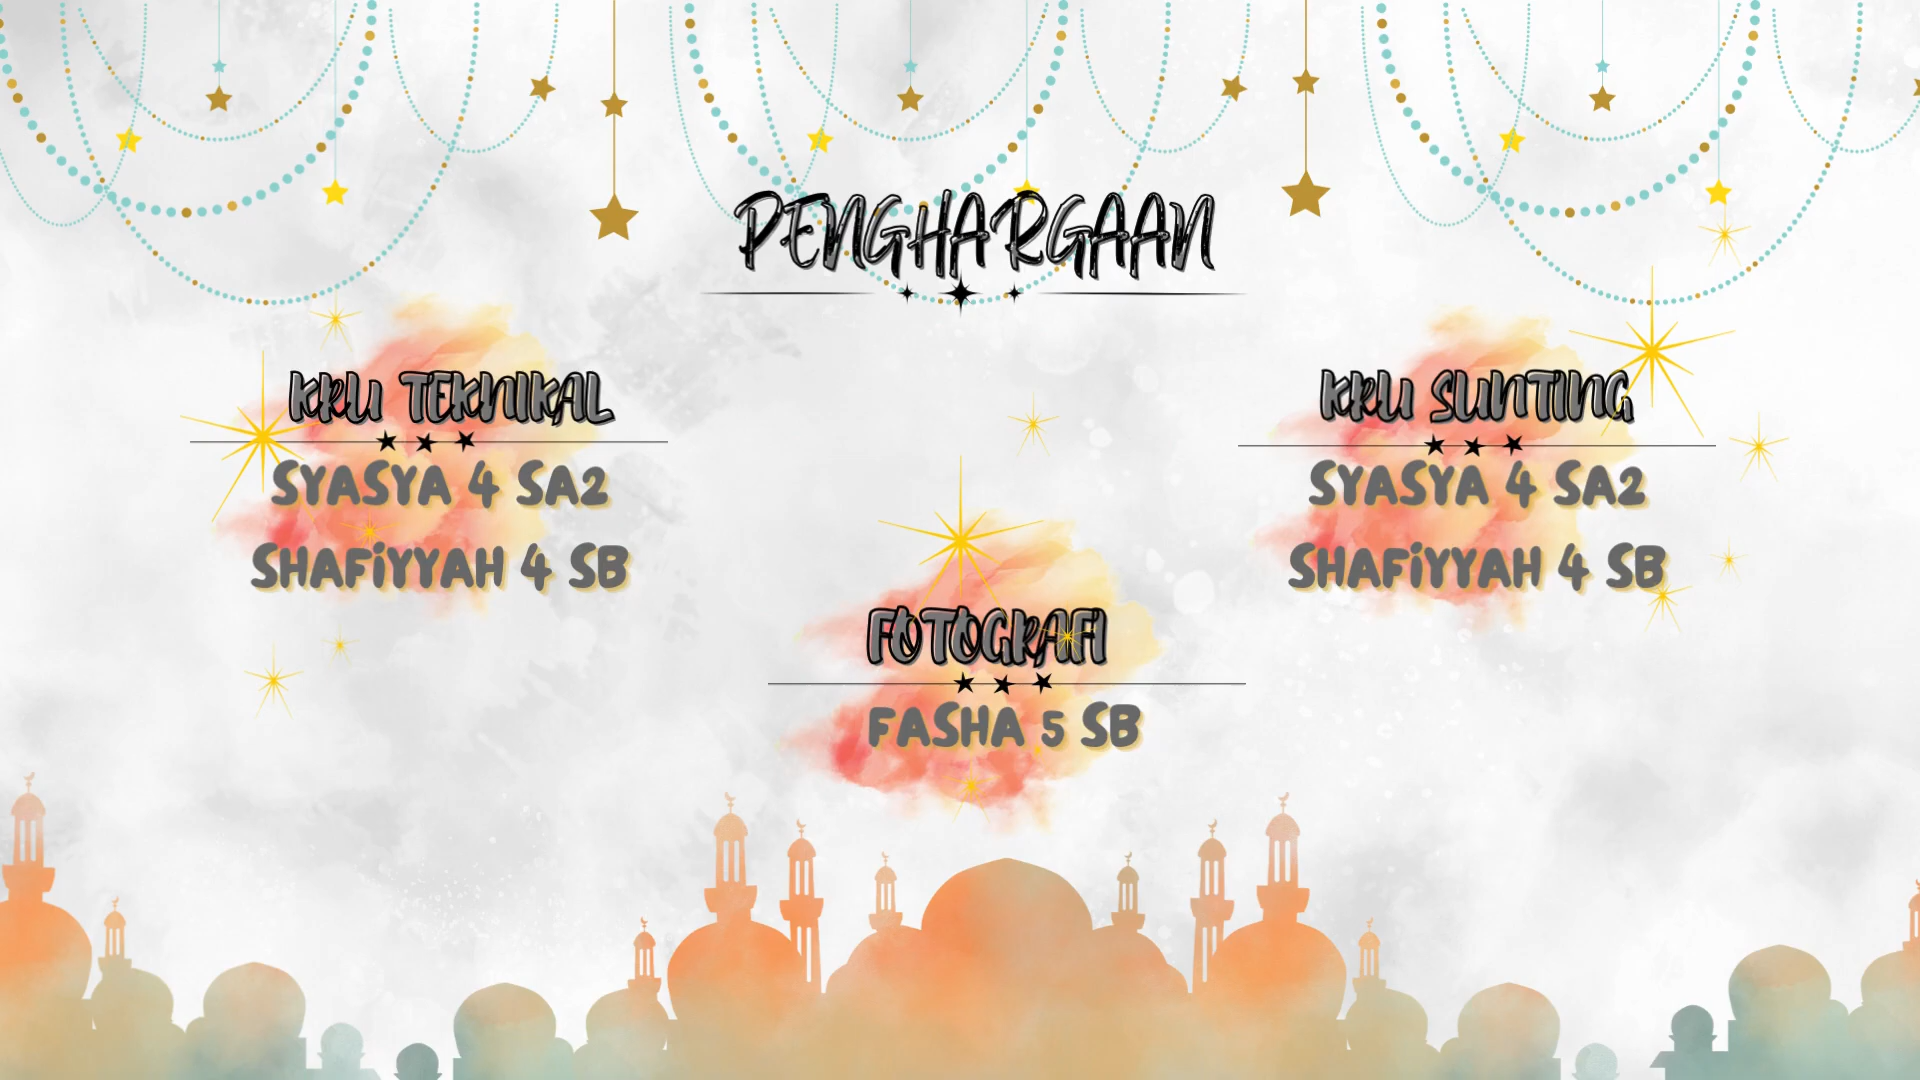 PENGHARGAAN
KRU TEKNIKAL
SYASYA 4 SA2
SHAFiYYAH 4 SB
KRU SUNTING
SYASYA 4 SA2
SHAFiYYAH 4 SB
FOTOGRAFI
FASHA 5 SB